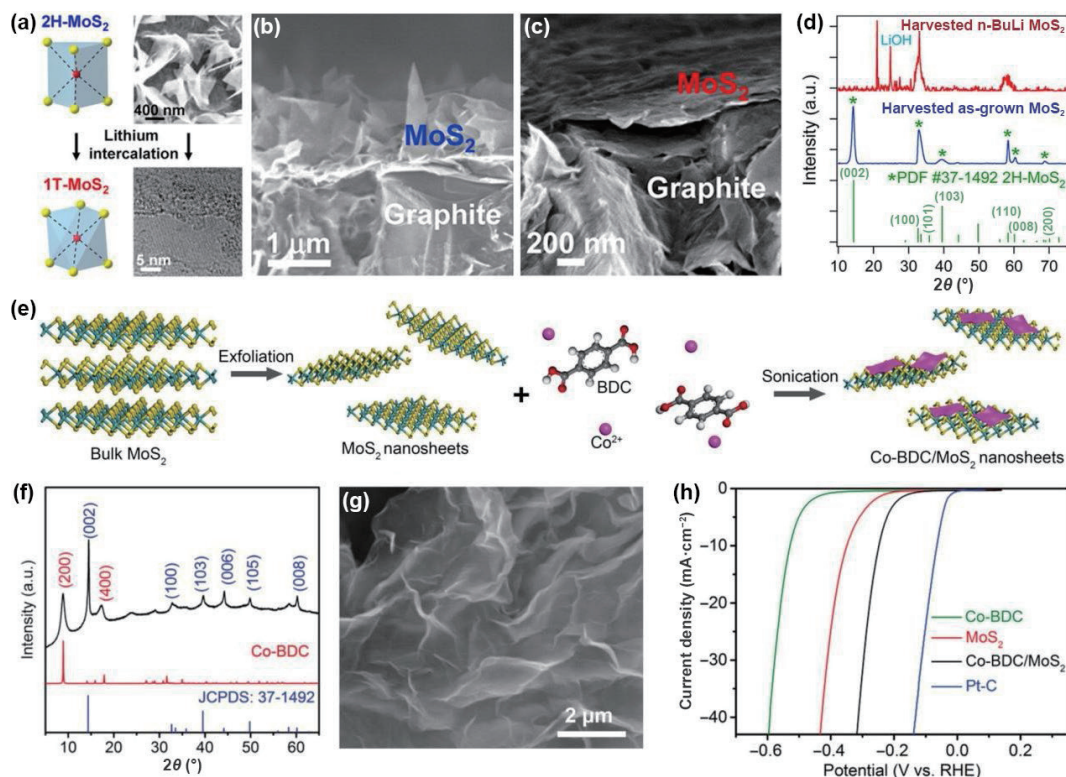 (a)
2H-MoS₂
400 nm
Lithium
intercalation
1T-MoS₂
5 nm
(b)
MoS₂
Graphite
1 μm
(c)
MoS₂
Graphite
200 nm
(d)
Intensity (a.u.)
Harvested n-BuLi MoS₂
LiOH
Harvested as-grown MoS₂
* * * * * *
(002)
*PDF #37-1492 2H-MoS₂
(100)
(101)
(103)
(110)
(008)
(200)
10 20 30 40 50 60 70
2θ (°)
(e)
Bulk MoS₂
Exfoliation
MoS₂ nanosheets
+
BDC
Co²⁺
Sonication
Co-BDC/MoS₂ nanosheets
(f)
Intensity (a.u.)
(200)
(002)
(400)
(100)
(103)
(006)
(105)
(008)
Co-BDC
JCPDS: 37-1492
10 20 30 40 50 60
2θ (°)
(g)
2 μm
(h)
Current density (mA·cm⁻²)
0
−10
−20
−30
−40
Co-BDC
MoS₂
Co-BDC/MoS₂
Pt-C
−0.6 −0.4 −0.2 0.0 0.2
Potential (V vs. RHE)